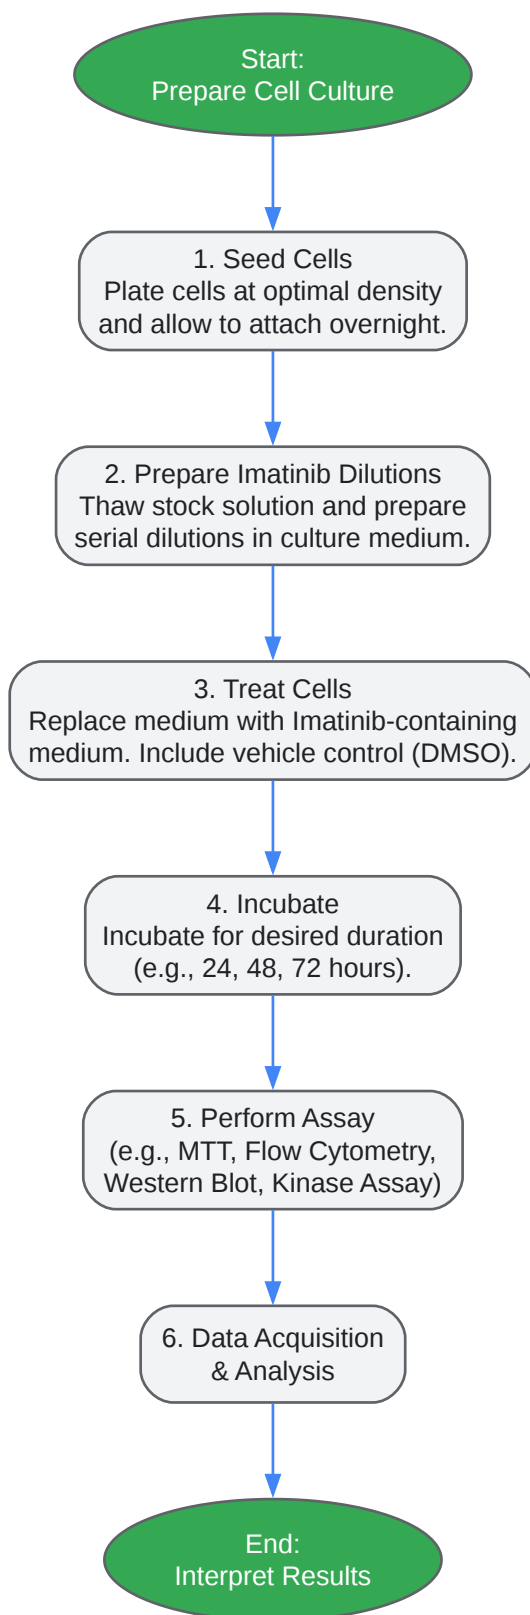 Start:
Prepare Cell Culture
1. Seed Cells
Plate cells at optimal density
and allow to attach overnight.
2. Prepare Imatinib Dilutions
Thaw stock solution and prepare
serial dilutions in culture medium.
3. Treat Cells
Replace medium with Imatinib-containing
medium. Include vehicle control (DMSO).
4. Incubate
Incubate for desired duration
(e.g., 24, 48, 72 hours).
5. Perform Assay
(e.g., MTT, Flow Cytometry,
Western Blot, Kinase Assay)
6. Data Acquisition
& Analysis
End:
Interpret Results